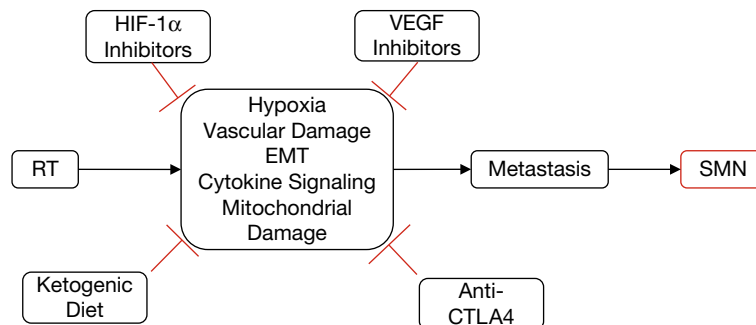 HIF-1α
Inhibitors
VEGF
Inhibitors
Hypoxia
Vascular Damage
EMT
Cytokine Signaling
Mitochondrial
Damage
RT
Metastasis
SMN
Ketogenic
Diet
Anti-
CTLA4